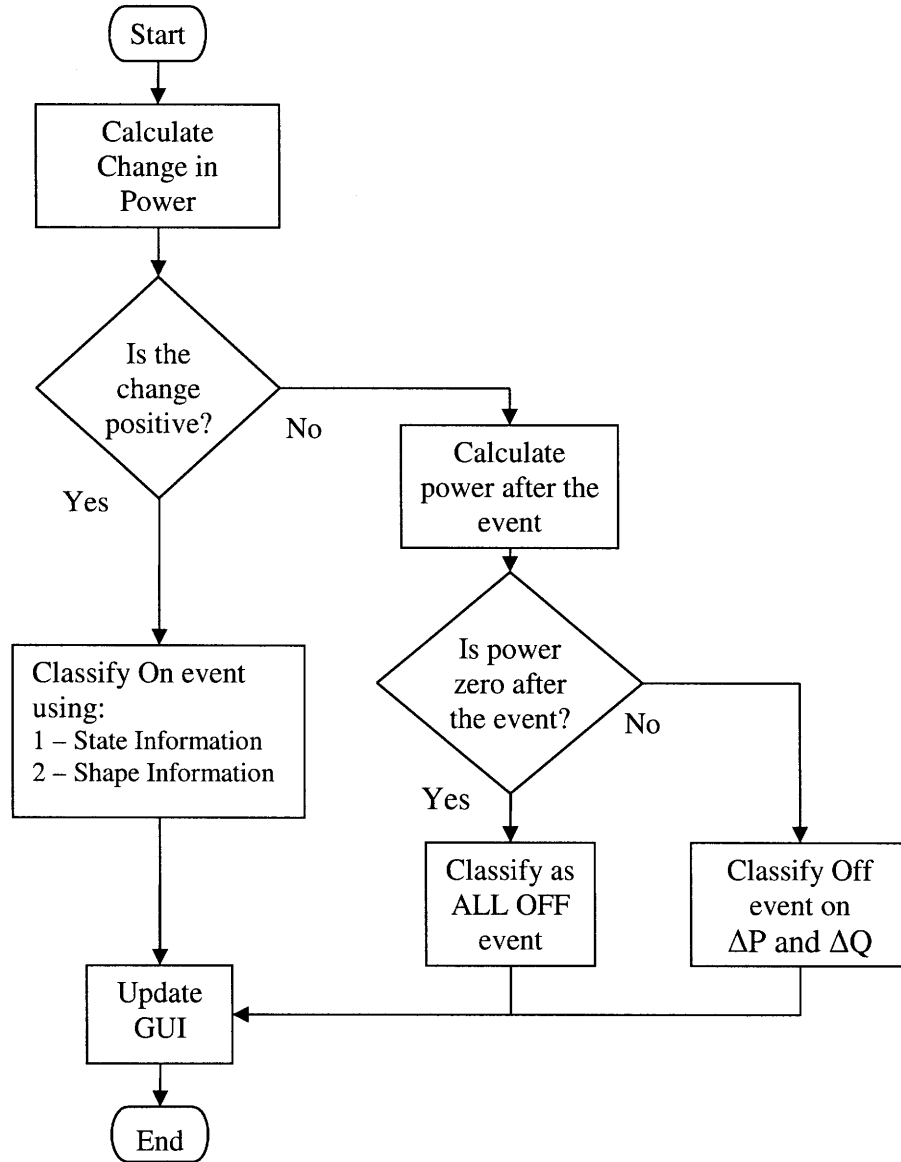 Start
Calculate
Change in
Power
Is the
change
positive?
No
Yes
Calculate
power after the
event
Classify On event
using:
1 – State Information
2 – Shape Information
Is power
zero after
the event?
No
Yes
Classify as
ALL OFF
event
Classify Off
event on
ΔP and ΔQ
Update
GUI
End